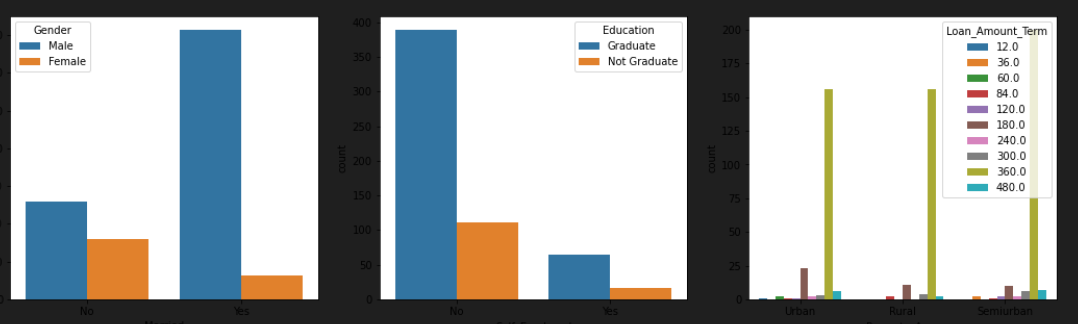 Gender
Male
Female
No
Yes
Education
Graduate
Not Graduate
400
350
300
250
200
150
100
50
0
count
No
Yes
Loan_Amount_Term
12.0
36.0
60.0
84.0
120.0
180.0
240.0
300.0
360.0
480.0
200
175
150
125
100
75
50
25
0
count
Urban
Rural
Semiurban